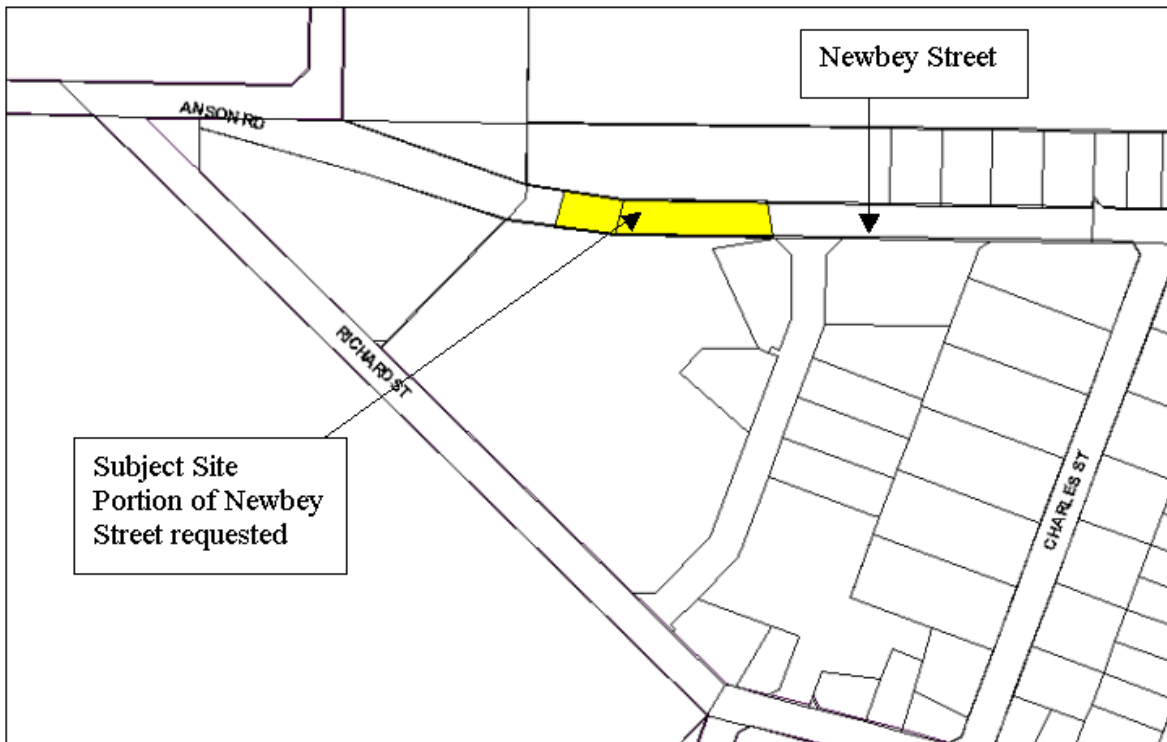 Newbey Street
ANSON RD
RICHARD ST
Subject Site
Portion of Newbey
Street requested
CHARLES ST